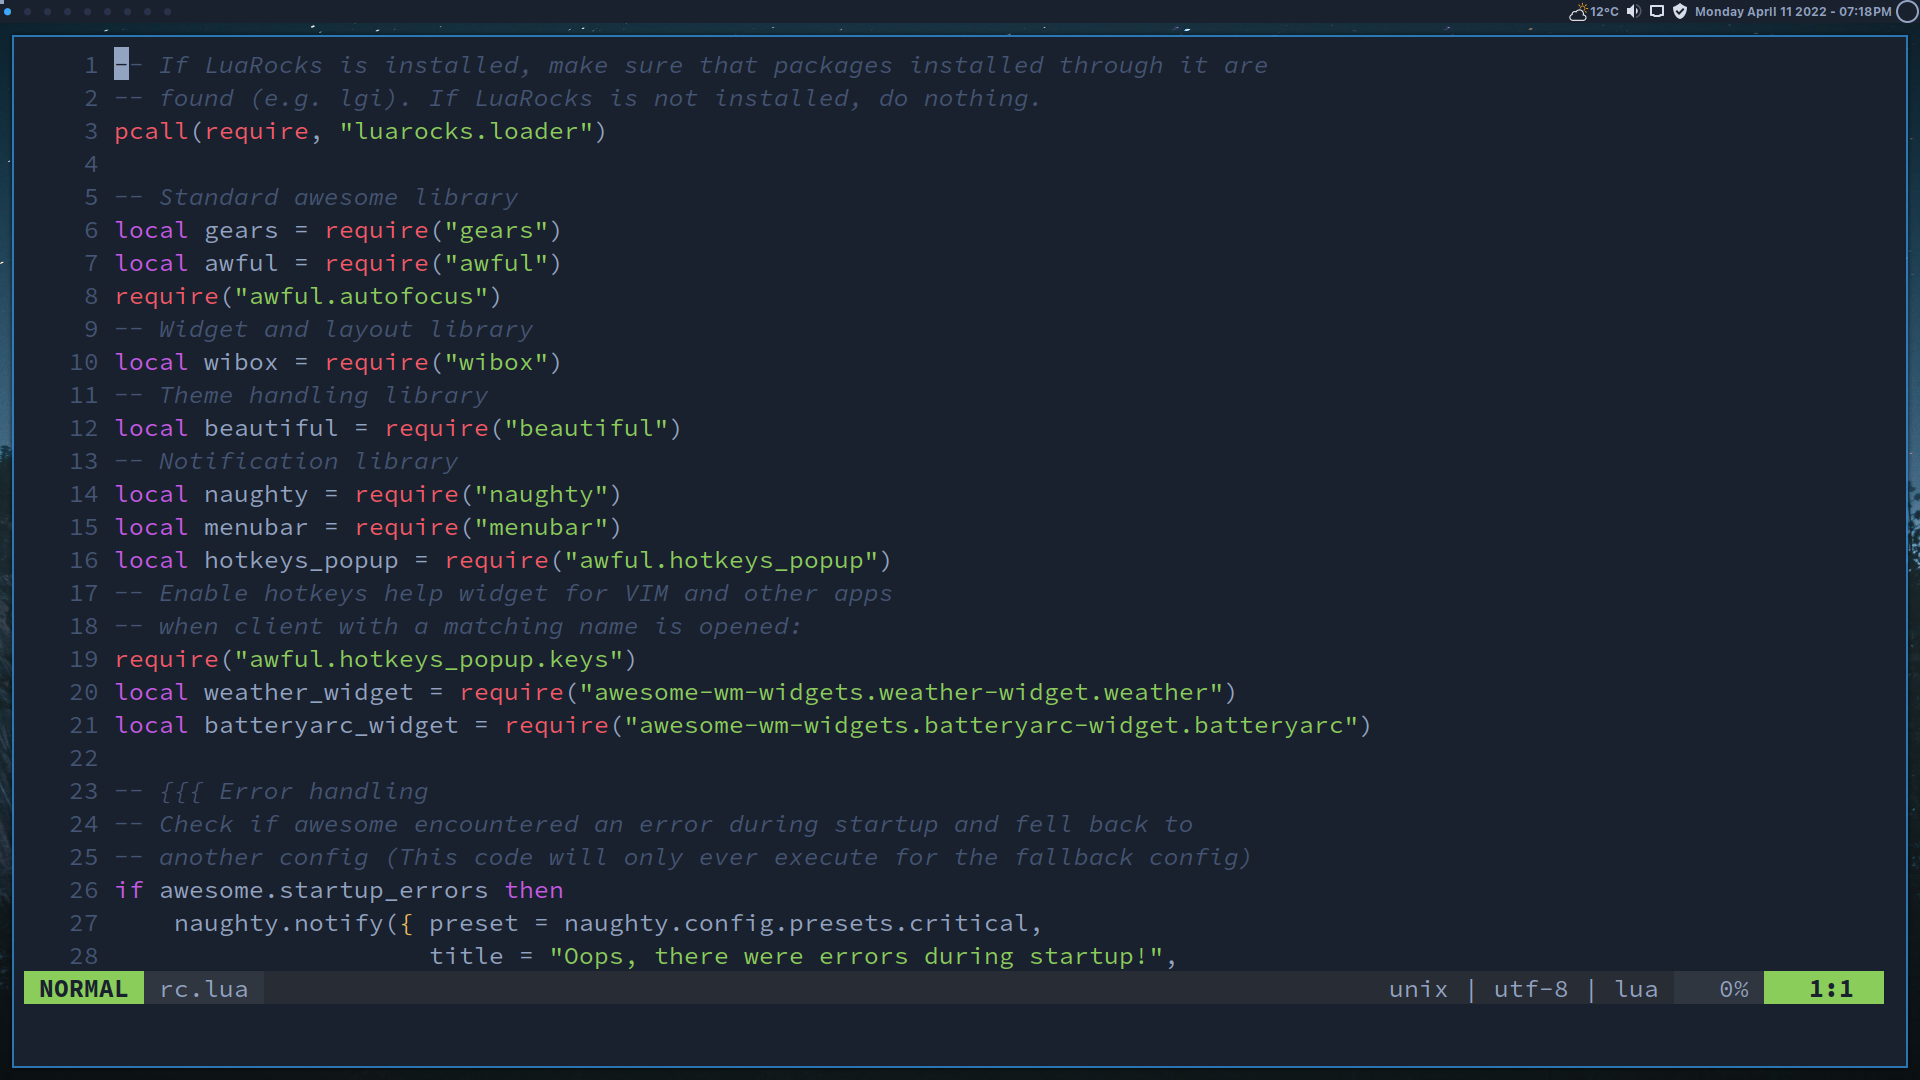 12°C Monday April 11 2022 - 07:18PM
1 -- If LuaRocks is installed, make sure that packages installed through it are
2 -- found (e.g. lgi). If LuaRocks is not installed, do nothing.
3 pcall(require, "luarocks.loader")
4
5 -- Standard awesome library
6 local gears = require("gears")
7 local awful = require("awful")
8 require("awful.autofocus")
9 -- Widget and layout library
10 local wibox = require("wibox")
11 -- Theme handling library
12 local beautiful = require("beautiful")
13 -- Notification library
14 local naughty = require("naughty")
15 local menubar = require("menubar")
16 local hotkeys_popup = require("awful.hotkeys_popup")
17 -- Enable hotkeys help widget for VIM and other apps
18 -- when client with a matching name is opened:
19 require("awful.hotkeys_popup.keys")
20 local weather_widget = require("awesome-wm-widgets.weather-widget.weather")
21 local batteryarc_widget = require("awesome-wm-widgets.batteryarc-widget.batteryarc")
22
23 -- {{{ Error handling
24 -- Check if awesome encountered an error during startup and fell back to
25 -- another config (This code will only ever execute for the fallback config)
26 if awesome.startup_errors then
27     naughty.notify({ preset = naughty.config.presets.critical,
28                      title = "Oops, there were errors during startup!",
NORMAL rc.lua unix | utf-8 | lua 0% 1:1